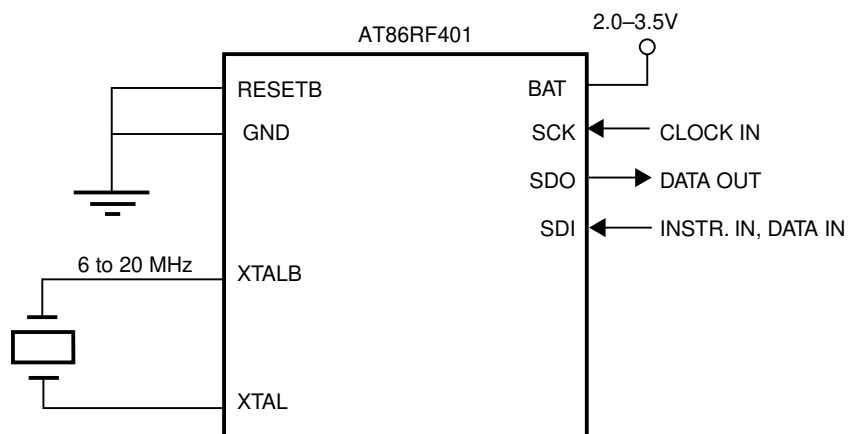 AT86RF401
2.0–3.5V
RESETB
BAT
GND
SCK
CLOCK IN
SDO
DATA OUT
SDI
INSTR. IN, DATA IN
6 to 20 MHz
XTALB
XTAL